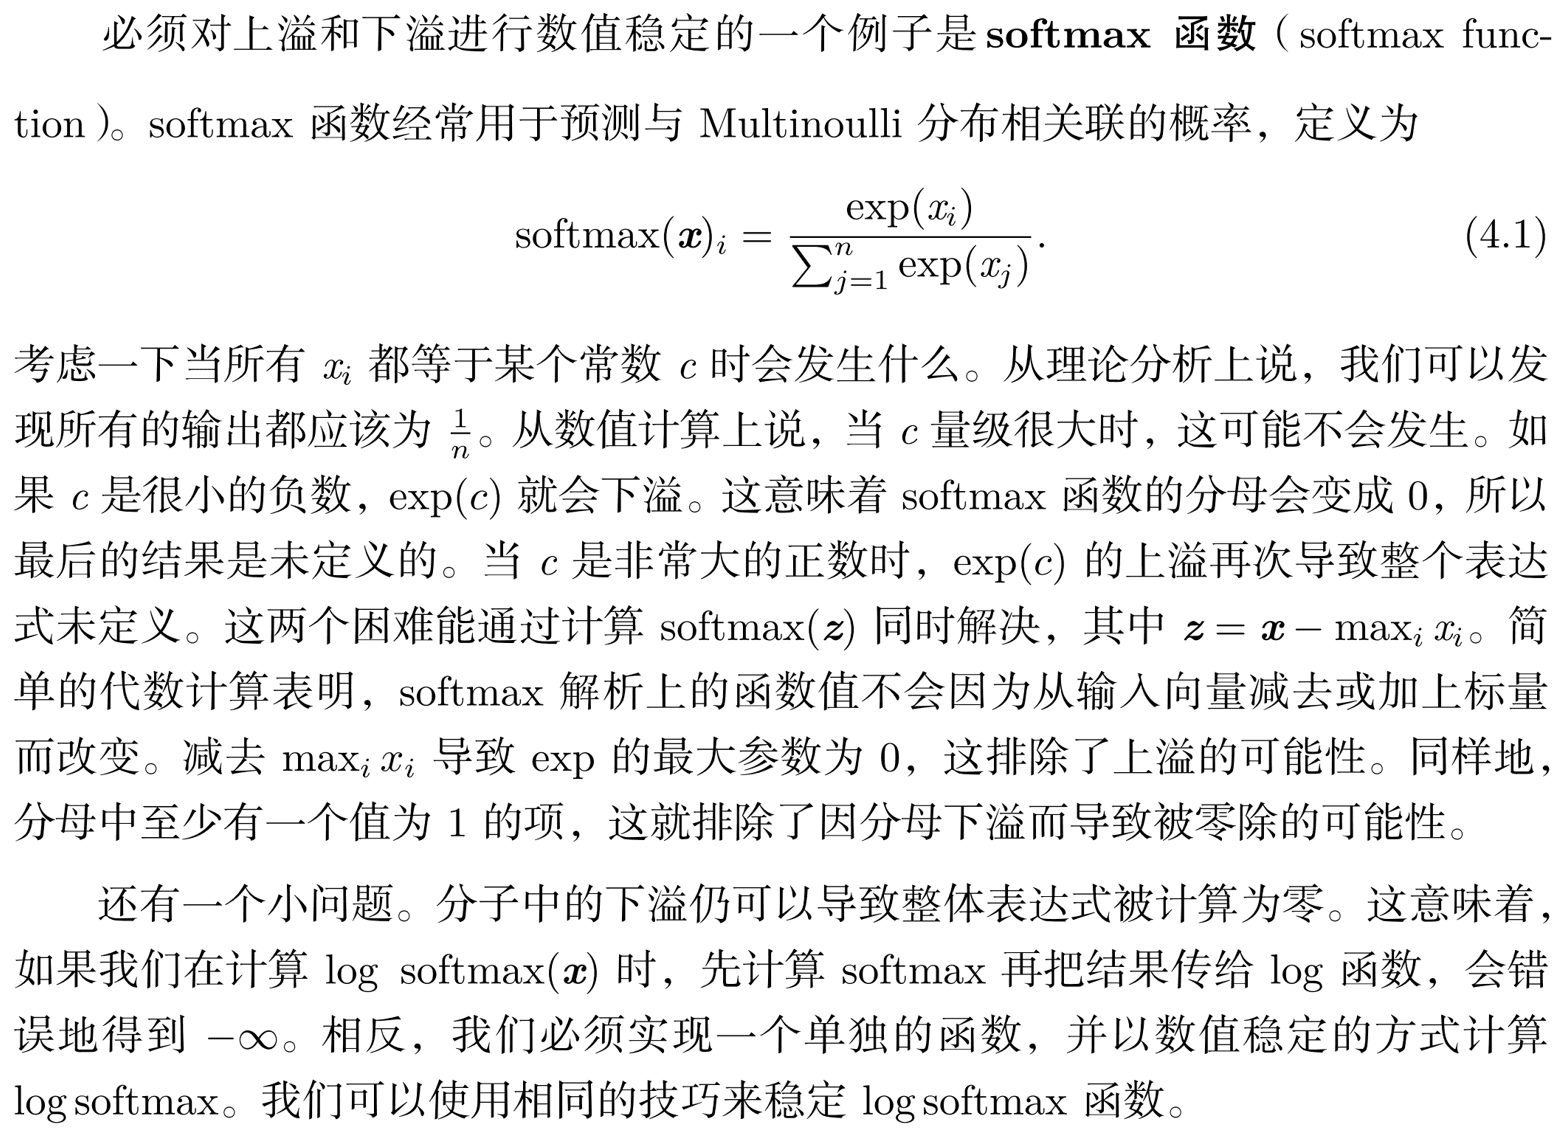 必须对上溢和下溢进行数值稳定的一个例子是 softmax 函数（softmax func-
tion）。softmax 函数经常用于预测与 Multinoulli 分布相关联的概率，定义为
softmax(x)_i = exp(x_i) / ∑_{j=1}^{n} exp(x_j). (4.1)
考虑一下当所有 x_i 都等于某个常数 c 时会发生什么。从理论分析上说，我们可以发
现所有的输出都应该为 1/n。从数值计算上说，当 c 量级很大时，这可能不会发生。如
果 c 是很小的负数，exp(c) 就会下溢。这意味着 softmax 函数的分母会变成 0，所以
最后的结果是未定义的。当 c 是非常大的正数时，exp(c) 的上溢再次导致整个表达
式未定义。这两个困难能通过计算 softmax(z) 同时解决，其中 z = x − max_i x_i。简
单的代数计算表明，softmax 解析上的函数值不会因为从输入向量减去或加上标量
而改变。减去 max_i x_i 导致 exp 的最大参数为 0，这排除了上溢的可能性。同样地，
分母中至少有一个值为 1 的项，这就排除了因分母下溢而导致被零除的可能性。
还有一个小问题。分子中的下溢仍可以导致整体表达式被计算为零。这意味着，
如果我们在计算 log softmax(x) 时，先计算 softmax 再把结果传给 log 函数，会错
误地得到 −∞。相反，我们必须实现一个单独的函数，并以数值稳定的方式计算
log softmax。我们可以使用相同的技巧来稳定 log softmax 函数。